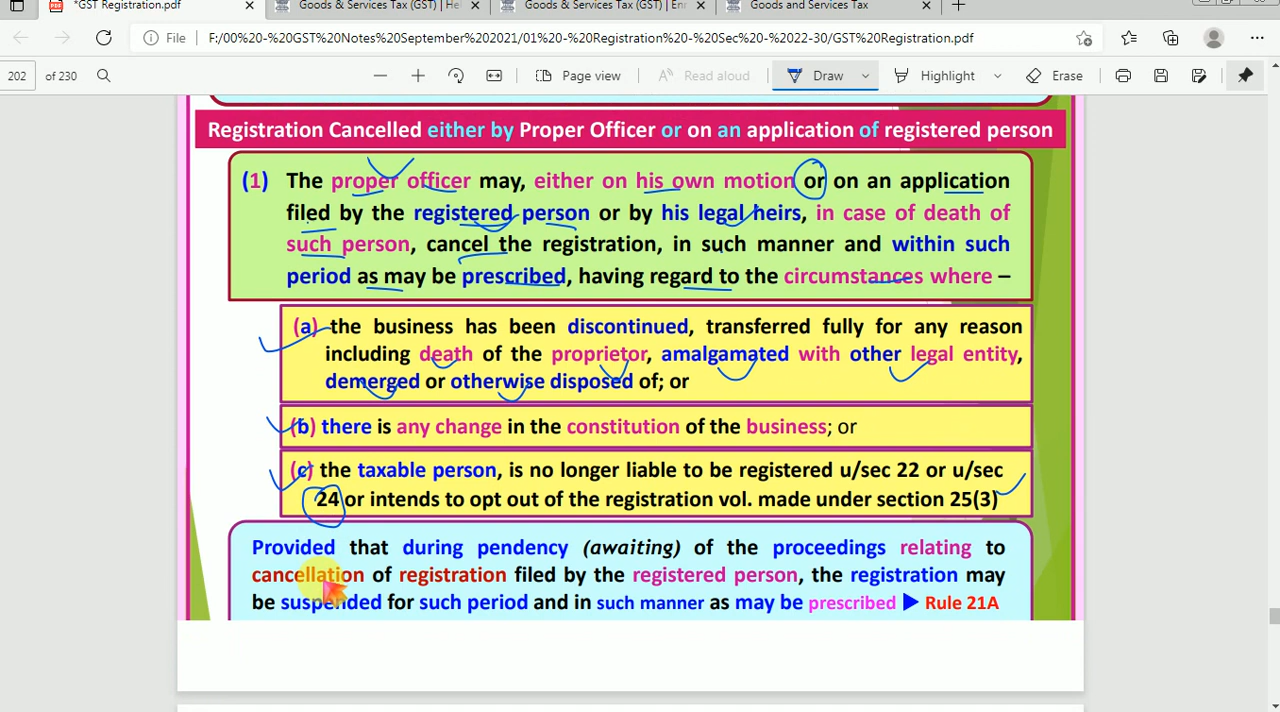 *GST Registration.pdf
Goods & Services Tax (GST) | He
Goods & Services Tax (GST) | Enr
Goods and Services Tax
File F:/00%20-%20GST%20Notes%20September%202021/01%20-%20Registration%20-%20Sec%20-%2022-30/GST%20Registration.pdf
202 of 230 Page view Read aloud Draw Highlight Erase
Registration Cancelled either by Proper Officer or on an application of registered person
(1) The proper officer may, either on his own motion or on an application
filed by the registered person or by his legal heirs, in case of death of
such person, cancel the registration, in such manner and within such
period as may be prescribed, having regard to the circumstances where –
(a) the business has been discontinued, transferred fully for any reason
including death of the proprietor, amalgamated with other legal entity,
demerged or otherwise disposed of; or
(b) there is any change in the constitution of the business; or
(c) the taxable person, is no longer liable to be registered u/sec 22 or u/sec
24 or intends to opt out of the registration vol. made under section 25(3)
Provided that during pendency (awaiting) of the proceedings relating to
cancellation of registration filed by the registered person, the registration may
be suspended for such period and in such manner as may be prescribed ▶ Rule 21A